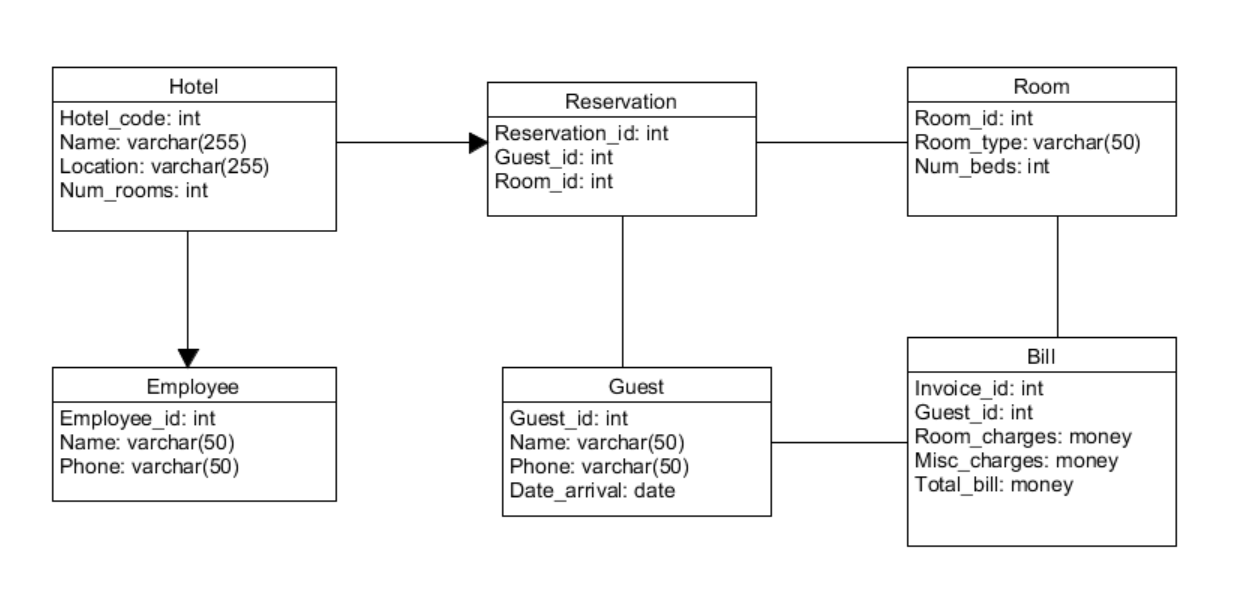 Hotel
Hotel_code: int
Name: varchar(255)
Location: varchar(255)
Num_rooms: int
Reservation
Reservation_id: int
Guest_id: int
Room_id: int
Room
Room_id: int
Room_type: varchar(50)
Num_beds: int
Employee
Employee_id: int
Name: varchar(50)
Phone: varchar(50)
Guest
Guest_id: int
Name: varchar(50)
Phone: varchar(50)
Date_arrival: date
Bill
Invoice_id: int
Guest_id: int
Room_charges: money
Misc_charges: money
Total_bill: money